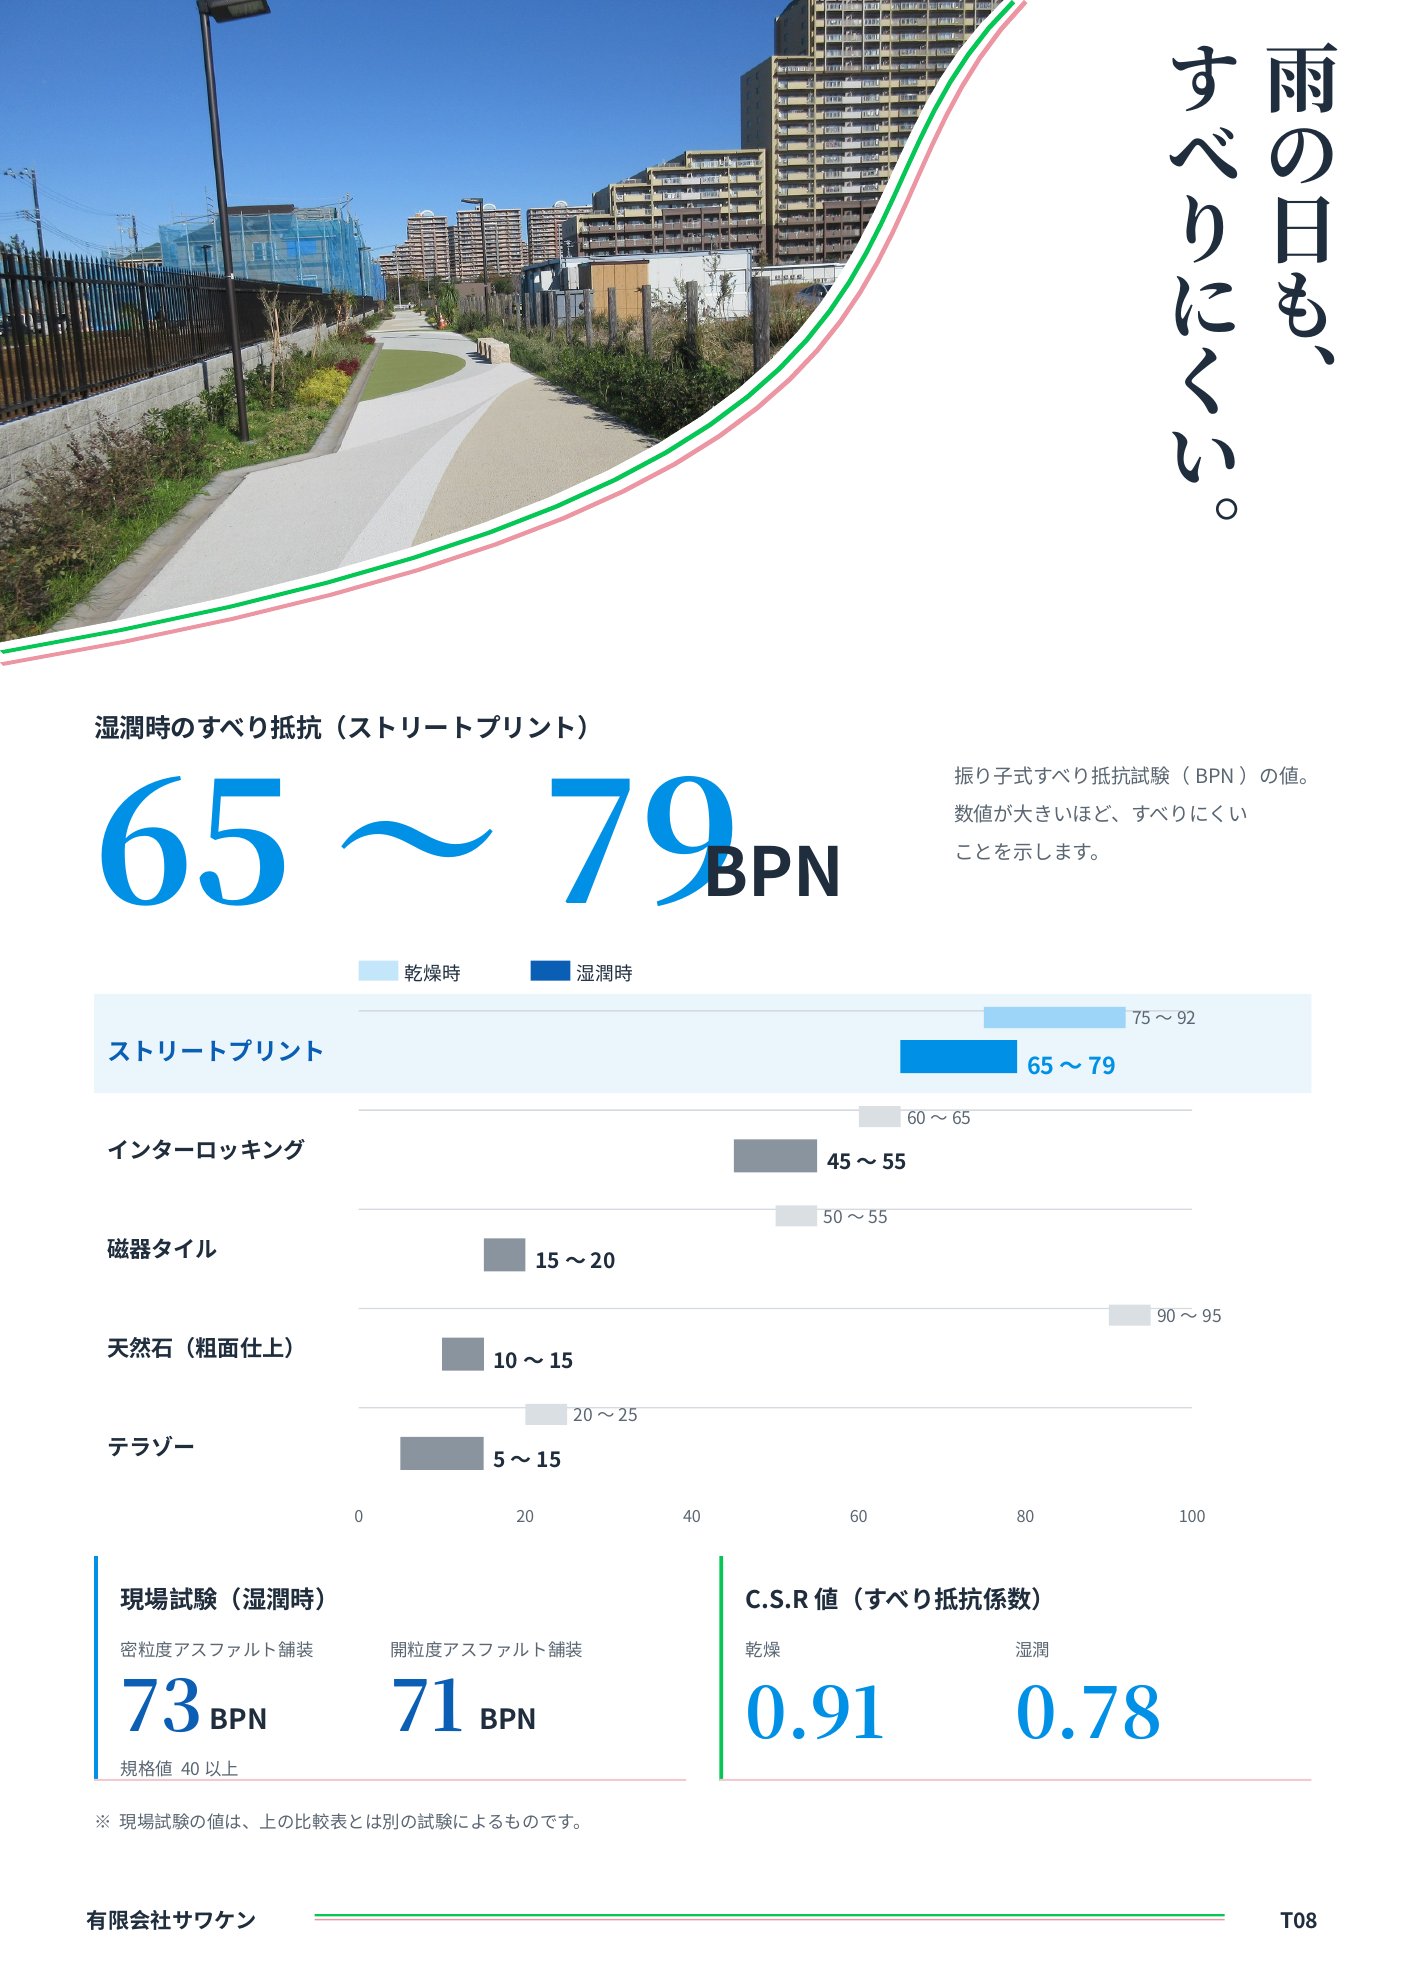 雨の日も、
すべりにくい。
湿潤時のすべり抵抗（ストリートプリント）
65 ～ 79 BPN
振り子式すべり抵抗試験（ BPN ）の値。
数値が大きいほど、すべりにくい
ことを示します。
乾燥時 湿潤時
75 ～ 92
ストリートプリント
65 ～ 79
60 ～ 65
インターロッキング
45 ～ 55
50 ～ 55
磁器タイル
15 ～ 20
90 ～ 95
天然石（粗面仕上）
10 ～ 15
20 ～ 25
テラゾー
5 ～ 15
0 20 40 60 80 100
現場試験（湿潤時）
密粒度アスファルト舗装 開粒度アスファルト舗装
73 BPN 71 BPN
規格値 40 以上
C.S.R 値（すべり抵抗係数）
乾燥 湿潤
0.91 0.78
※ 現場試験の値は、上の比較表とは別の試験によるものです。
有限会社サワケン T08